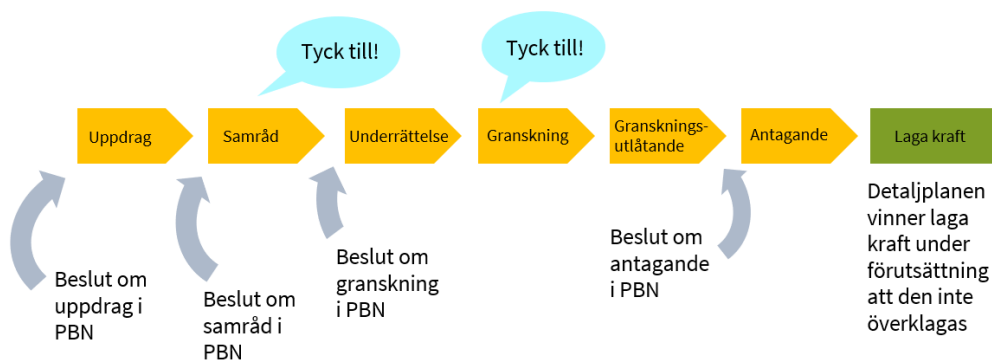 Tyck till!
Tyck till!
Uppdrag
Samråd
Underrättelse
Granskning
Gransknings-
utlåtande
Antagande
Laga kraft
Beslut om
uppdrag i
PBN
Beslut om
samråd i
PBN
Beslut om
granskning
i PBN
Beslut om
antagande
i PBN
Detaljplanen
vinner laga
kraft under
förutsättning
att den inte
överklagas